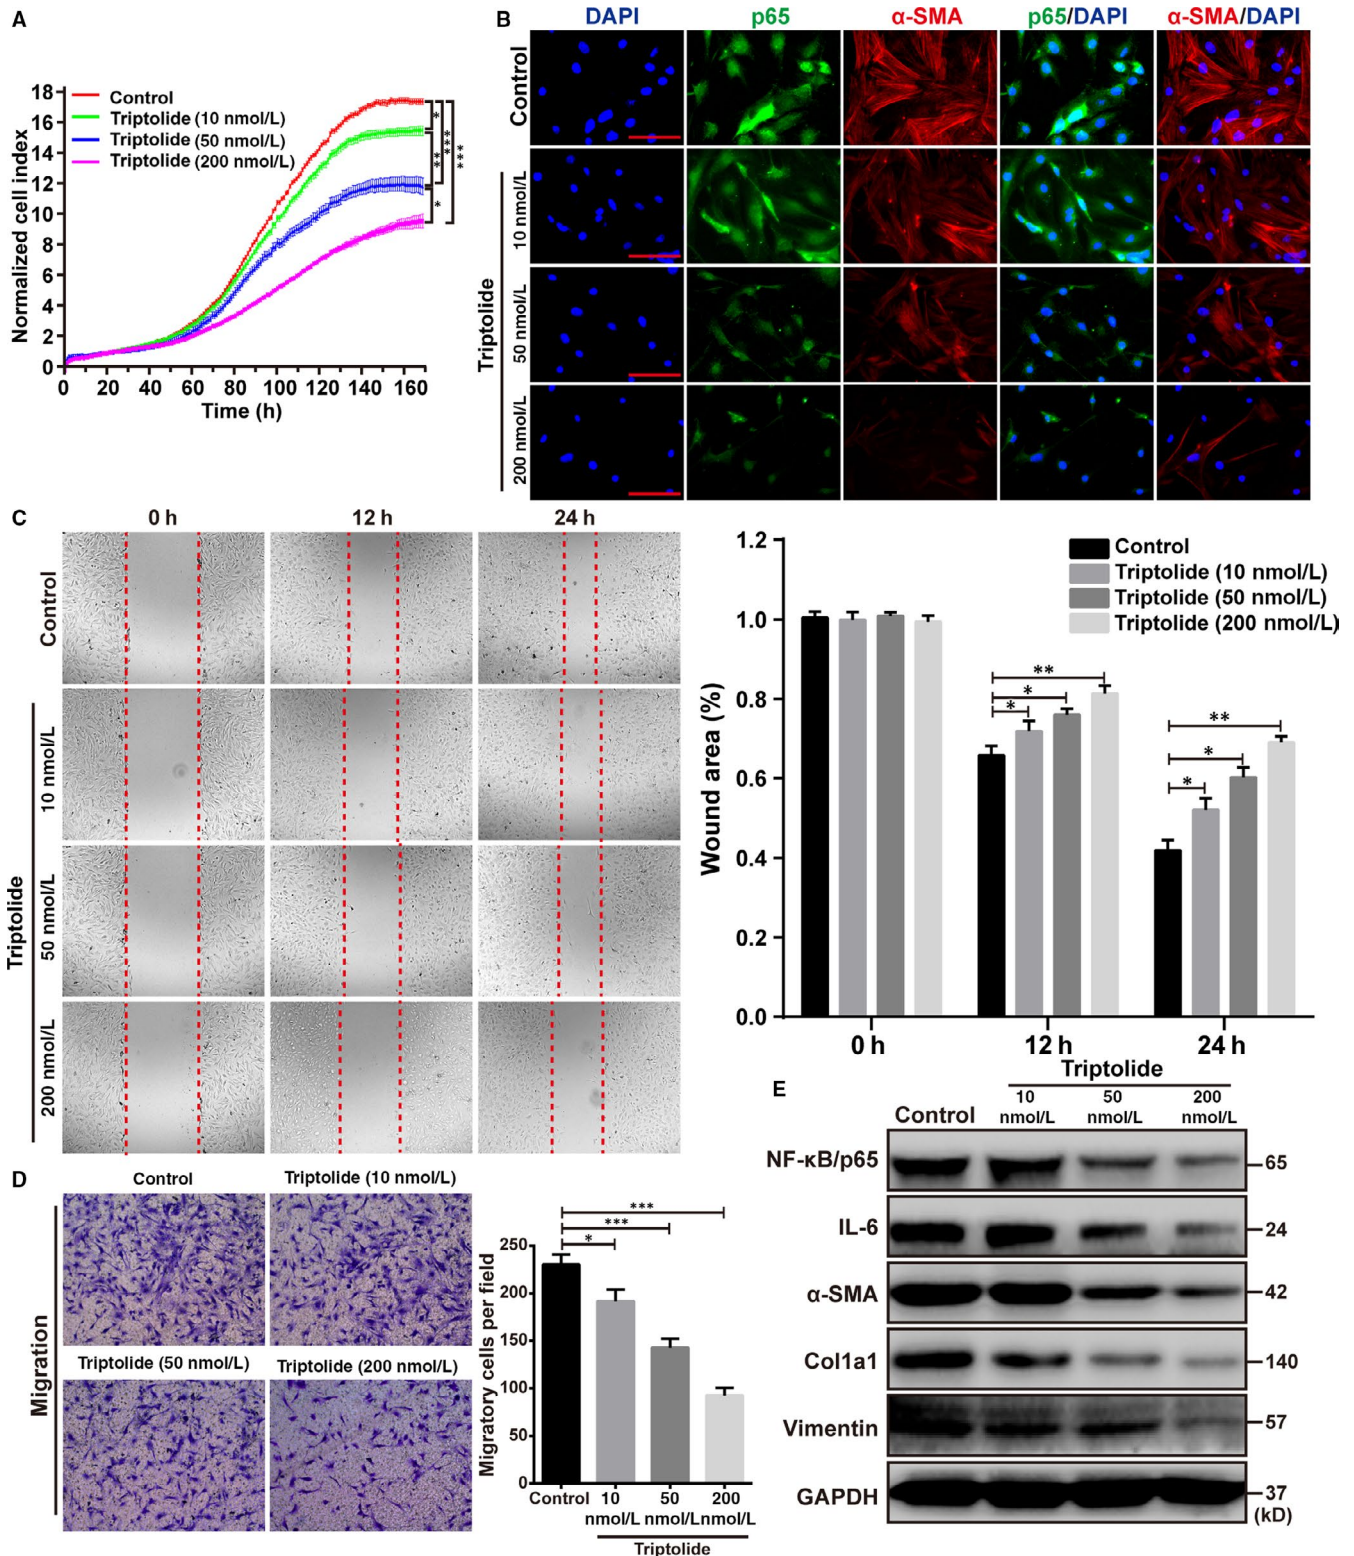 A
18
16
14
12
10
8
6
4
2
0
Normalized cell index
Control
Triptolide (10 nmol/L)
Triptolide (50 nmol/L)
Triptolide (200 nmol/L)
*
**
***
***
*
0 20 40 60 80 100 120 140 160
Time (h)
B
DAPI p65 α-SMA p65/DAPI α-SMA/DAPI
Control
Triptolide
10 nmol/L
50 nmol/L
200 nmol/L
C
0 h 12 h 24 h
Control
Triptolide
10 nmol/L
50 nmol/L
200 nmol/L
1.2
1.0
0.8
0.6
0.4
0.2
0.0
Wound area (%)
Control
Triptolide (10 nmol/L)
Triptolide (50 nmol/L)
Triptolide (200 nmol/L)
**
*
*
**
*
*
0 h 12 h 24 h
D
Migration
Control Triptolide (10 nmol/L)
Triptolide (50 nmol/L) Triptolide (200 nmol/L)
Migratory cells per field
250
200
150
100
50
0
***
***
*
Control 10 50 200
nmol/L nmol/L nmol/L
Triptolide
E
Triptolide
Control 10 50 200
nmol/L nmol/L nmol/L
NF-κB/p65 65
IL-6 24
α-SMA 42
Col1a1 140
Vimentin 57
GAPDH 37
(kD)